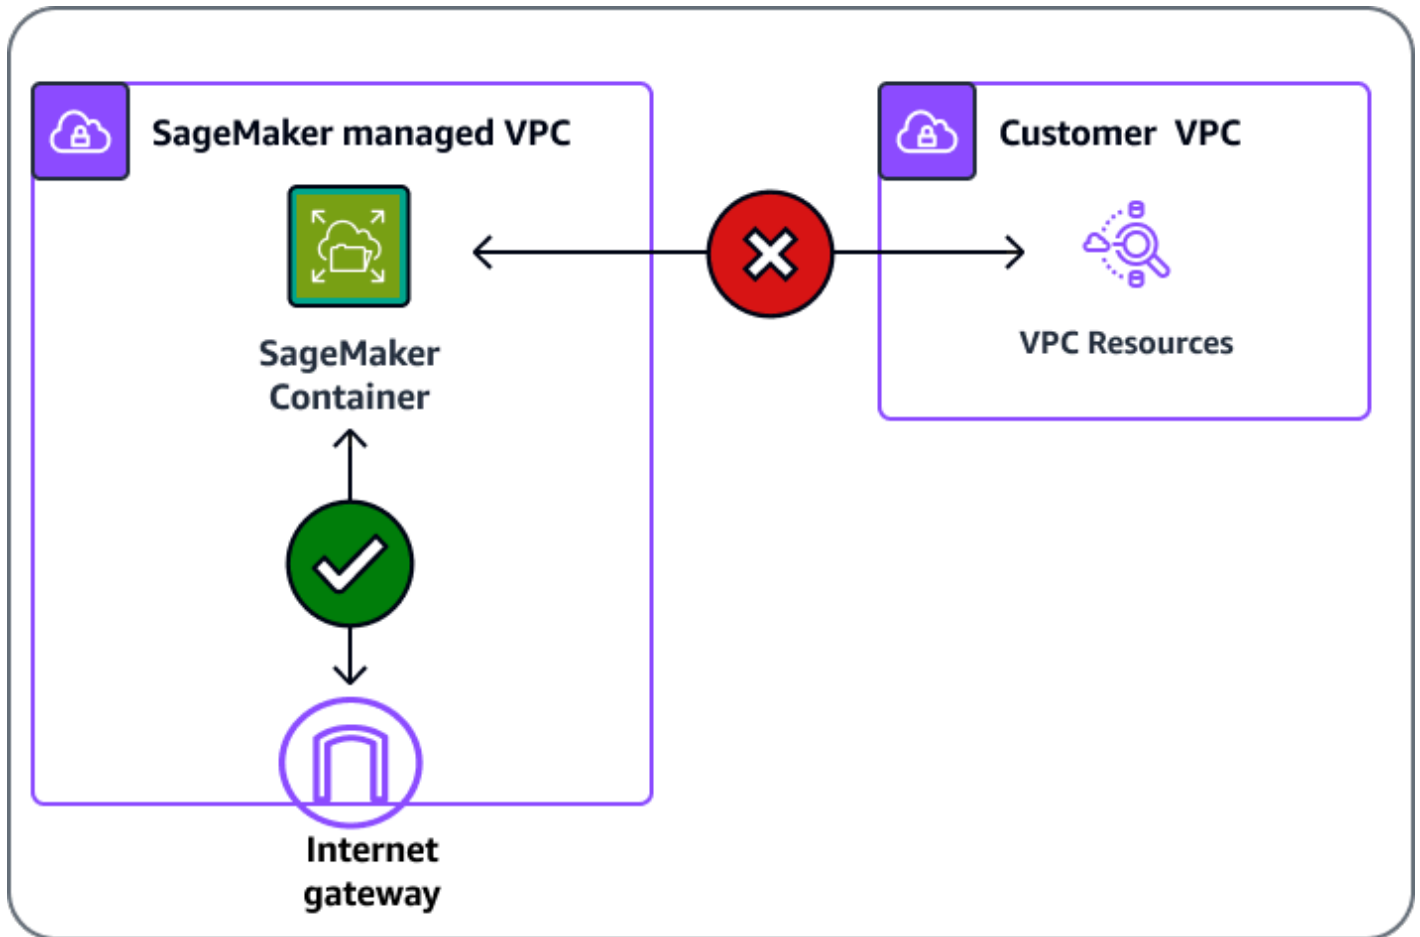 SageMaker managed VPC
Customer VPC
SageMaker
Container
VPC Resources
Internet
gateway